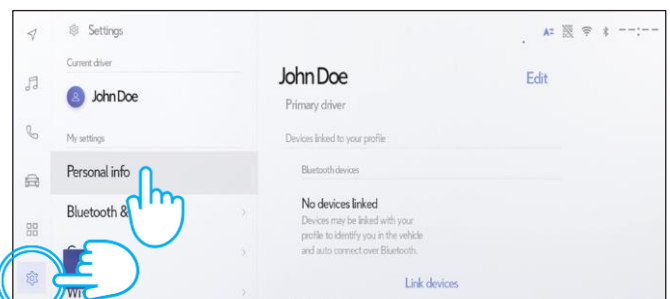 Settings
Current driver
John Doe
My settings
Personal info
Bluetooth &
John Doe
Edit
Primary driver
Devices linked to your profile
Bluetooth devices
No devices linked
Devices may be linked with your
profile to identify you in the vehicle
and auto connect over Bluetooth.
Link devices
--:--